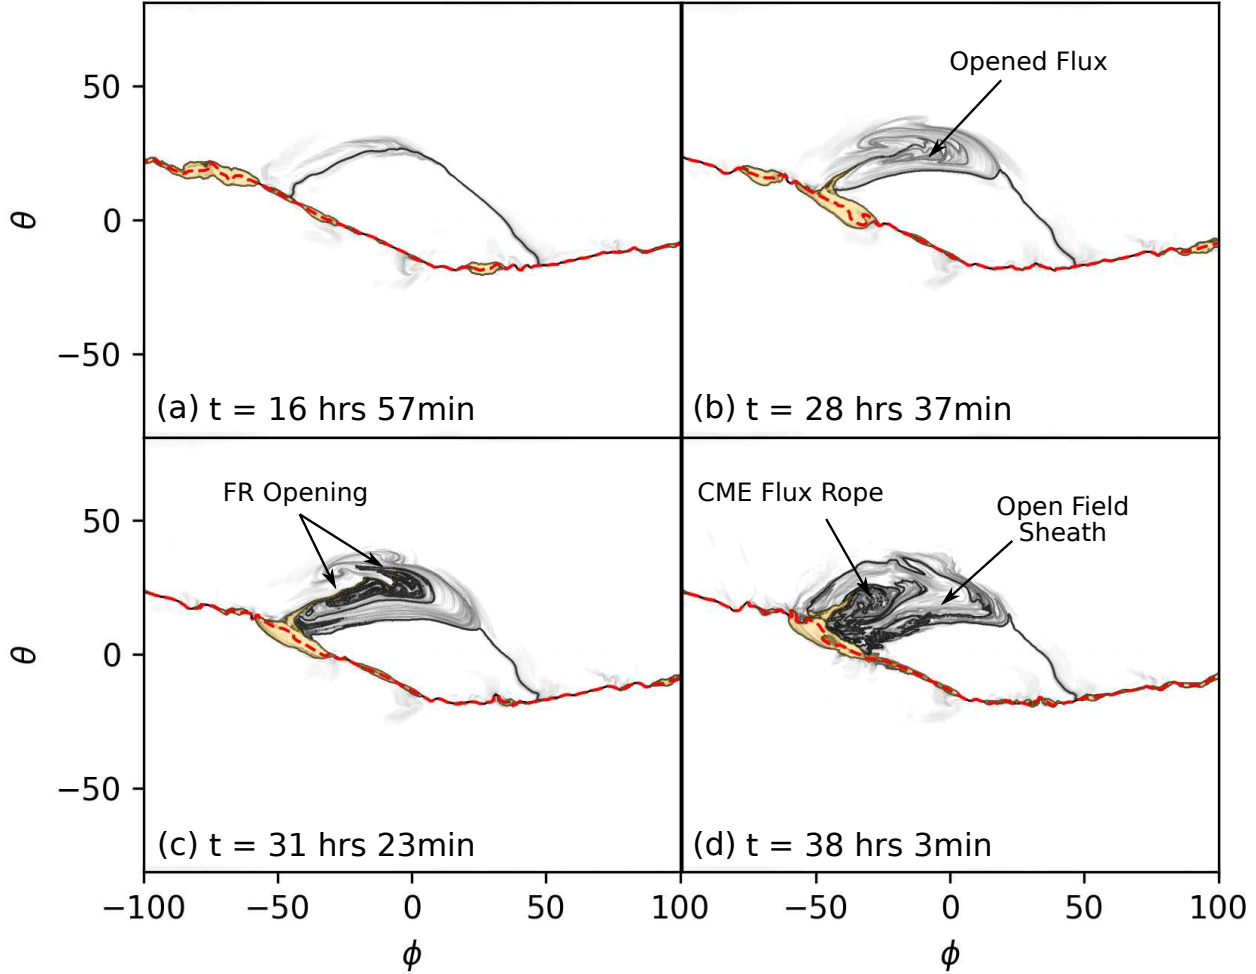 Opened Flux
50
θ
0
−50
(a) t = 16 hrs 57min
(b) t = 28 hrs 37min
FR Opening
CME Flux Rope
Open Field
Sheath
50
θ
0
−50
(c) t = 31 hrs 23min
(d) t = 38 hrs 3min
−100 −50 0 50 100 −50 0 50 100
ϕ ϕ